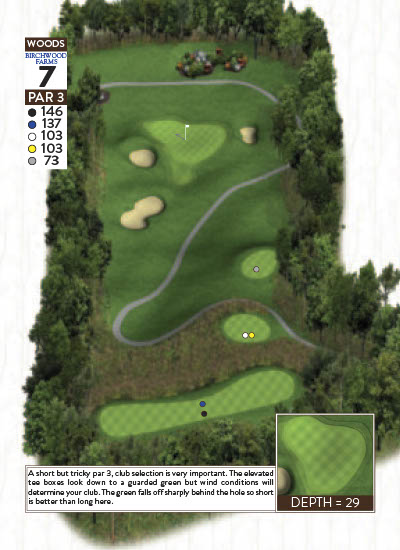 WOODS
BIRCHWOOD
FARMS
7
PAR 3
146
137
103
103
73
A short but tricky par 3, club selection is very important. The elevated
tee boxes look down to a guarded green but wind conditions will
determine your club. The green falls off sharply behind the hole so short
is better than long here.
DEPTH = 29